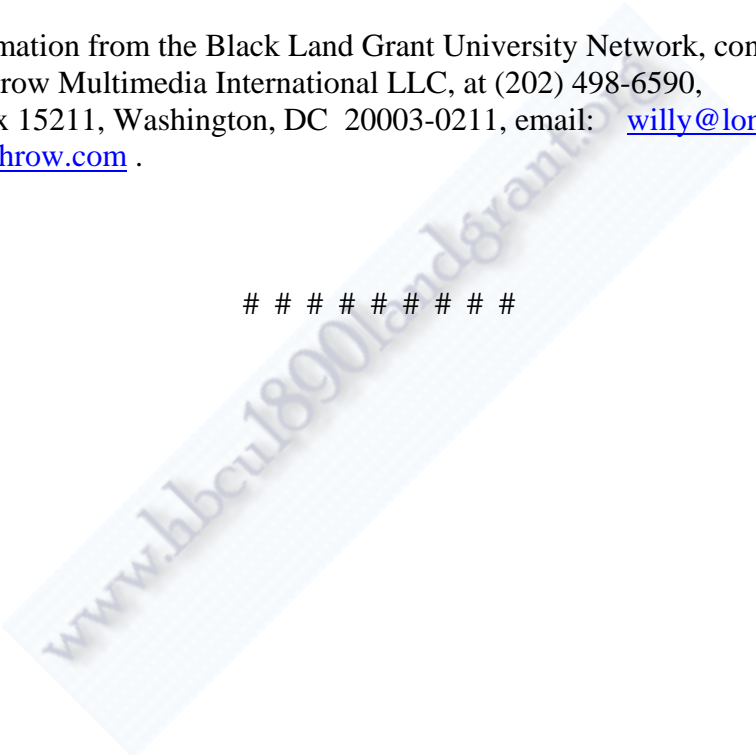 mation from the Black Land Grant University Network, con
row Multimedia International LLC, at (202) 498-6590,
x 15211, Washington, DC 20003-0211, email: willy@lon
hrow.com .
# # # # # # # # #
www.hbcu1890landgrant.org